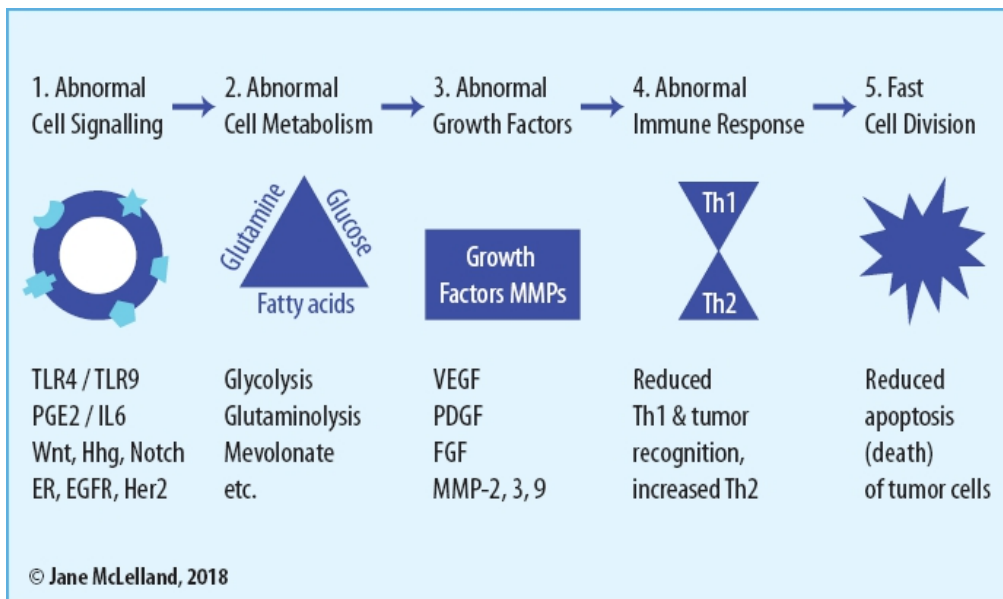 1. Abnormal
Cell Signalling
2. Abnormal
Cell Metabolism
3. Abnormal
Growth Factors
4. Abnormal
Immune Response
5. Fast
Cell Division
Glutamine
Glucose
Fatty acids
Growth
Factors MMPs
Th1
Th2
TLR4 / TLR9
PGE2 / IL6
Wnt, Hhg, Notch
ER, EGFR, Her2
Glycolysis
Glutaminolysis
Mevolonate
etc.
VEGF
PDGF
FGF
MMP-2, 3, 9
Reduced
Th1 & tumor
recognition,
increased Th2
Reduced
apoptosis
(death)
of tumor cells
© Jane McLelland, 2018